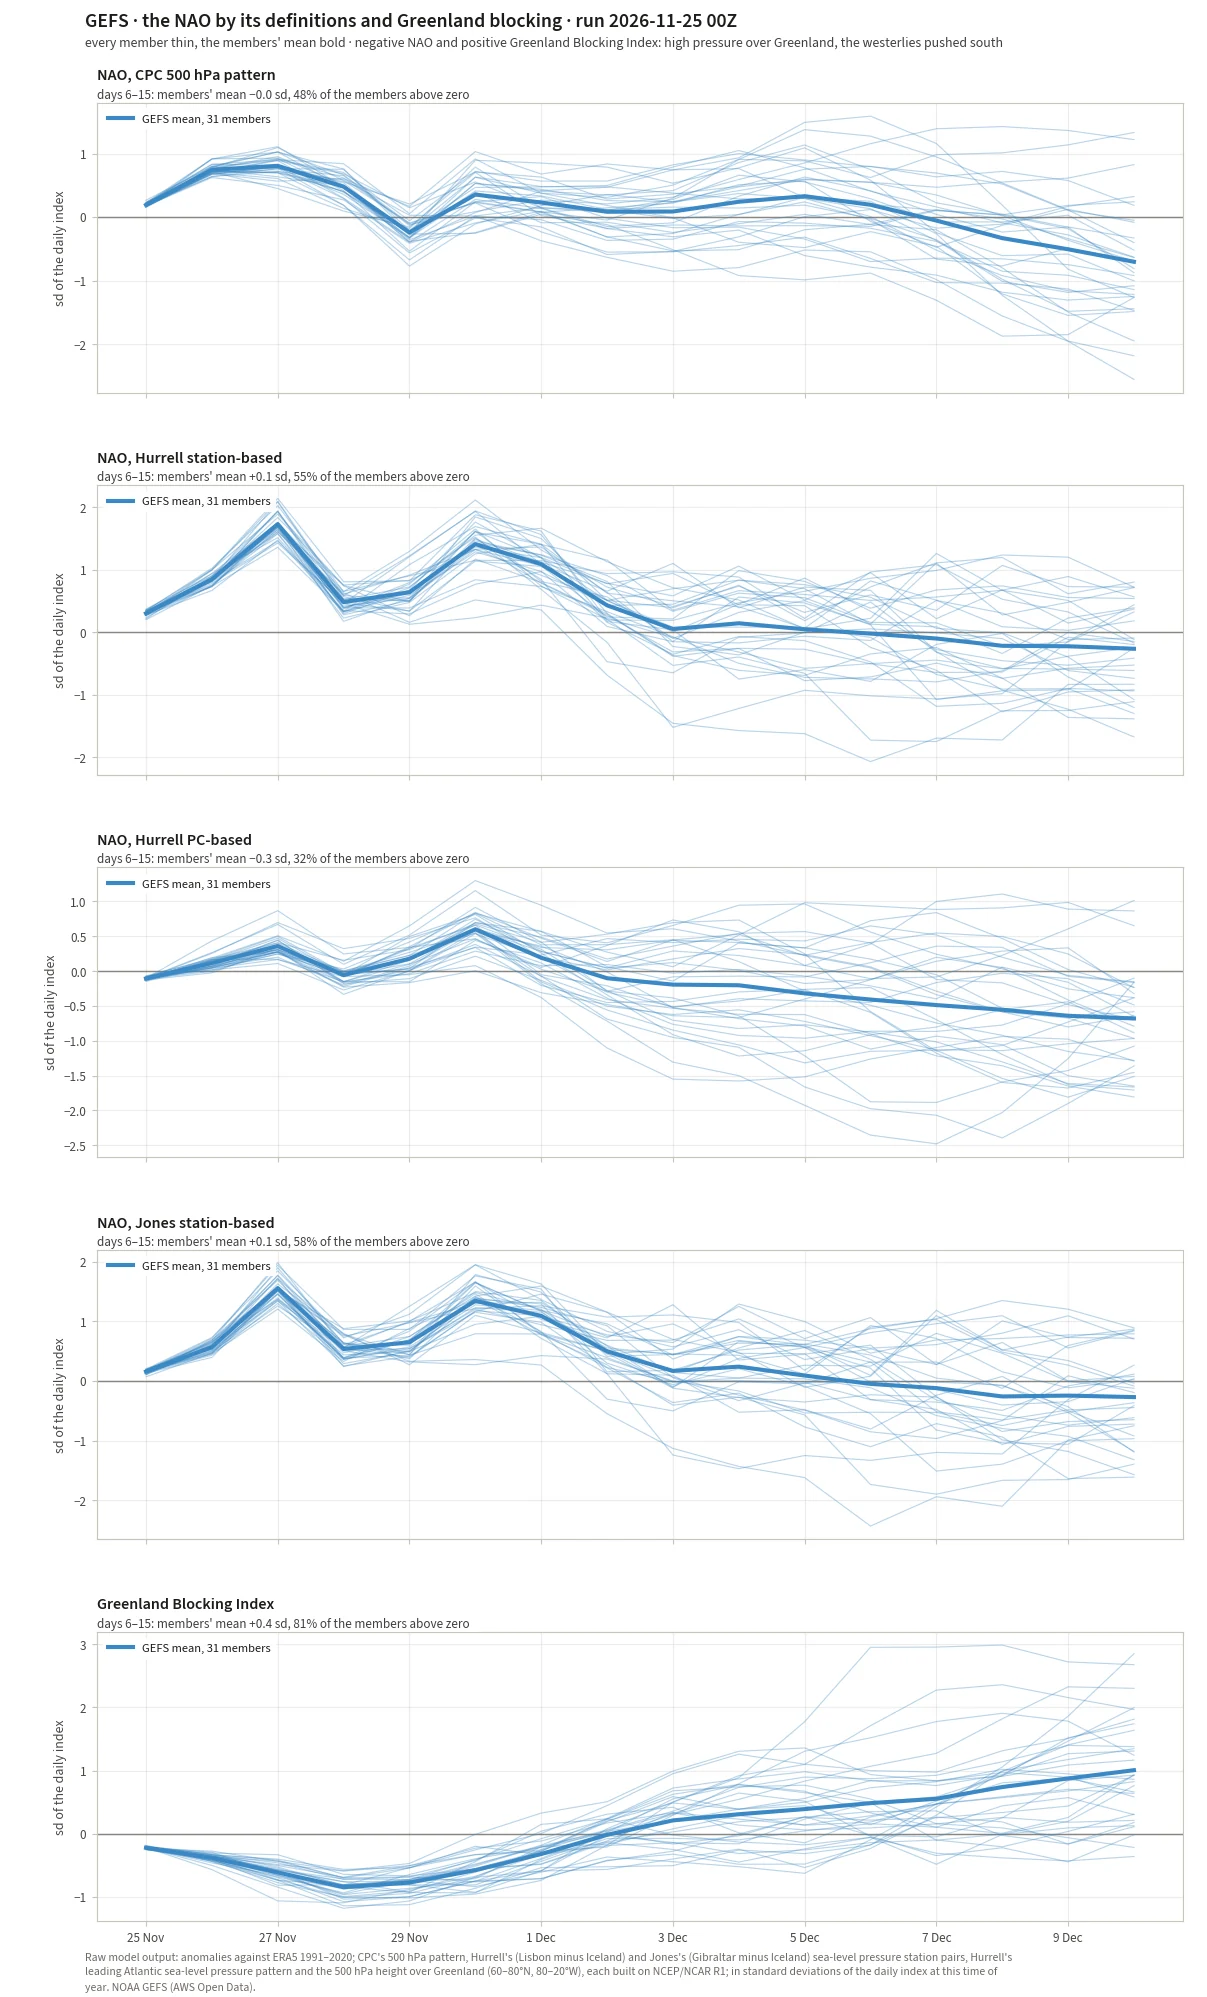 GEFS · the NAO by its definitions and Greenland blocking · run 2026-11-25 00Z
every member thin, the members' mean bold · negative NAO and positive Greenland Blocking Index: high pressure over Greenland, the westerlies pushed south
NAO, CPC 500 hPa pattern
days 6–15: members' mean −0.0 sd, 48% of the members above zero
GEFS mean, 31 members
1
0
−1
−2
sd of the daily index
NAO, Hurrell station-based
days 6–15: members' mean +0.1 sd, 55% of the members above zero
GEFS mean, 31 members
2
1
0
−1
−2
sd of the daily index
NAO, Hurrell PC-based
days 6–15: members' mean −0.3 sd, 32% of the members above zero
GEFS mean, 31 members
1.0
0.5
0.0
−0.5
−1.0
−1.5
−2.0
−2.5
sd of the daily index
NAO, Jones station-based
days 6–15: members' mean +0.1 sd, 58% of the members above zero
GEFS mean, 31 members
2
1
0
−1
−2
sd of the daily index
Greenland Blocking Index
days 6–15: members' mean +0.4 sd, 81% of the members above zero
GEFS mean, 31 members
3
2
1
0
−1
sd of the daily index
25 Nov 27 Nov 29 Nov 1 Dec 3 Dec 5 Dec 7 Dec 9 Dec
Raw model output: anomalies against ERA5 1991–2020; CPC's 500 hPa pattern, Hurrell's (Lisbon minus Iceland) and Jones's (Gibraltar minus Iceland) sea-level pressure station pairs, Hurrell's
leading Atlantic sea-level pressure pattern and the 500 hPa height over Greenland (60–80°N, 80–20°W), each built on NCEP/NCAR R1; in standard deviations of the daily index at this time of
year. NOAA GEFS (AWS Open Data).